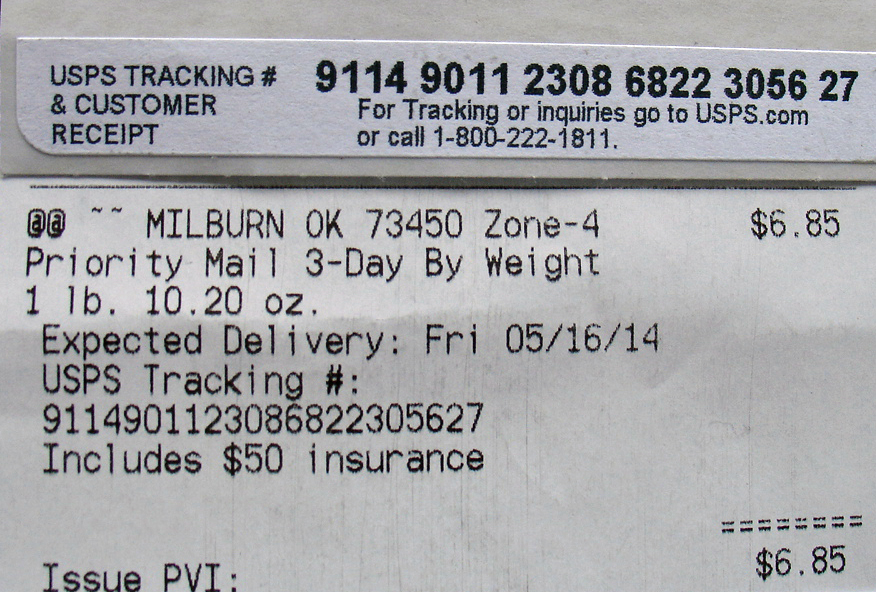 USPS TRACKING #
& CUSTOMER
RECEIPT
9114 9011 2308 6822 3056 27
For Tracking or inquiries go to USPS.com
or call 1-800-222-1811.
@@ ~~ MILBURN OK 73450 Zone-4 $6.85
Priority Mail 3-Day By Weight
1 lb. 10.20 oz.
Expected Delivery: Fri 05/16/14
USPS Tracking #:
9114901123086822305627
Includes $50 insurance
========
Issue PVI: $6.85